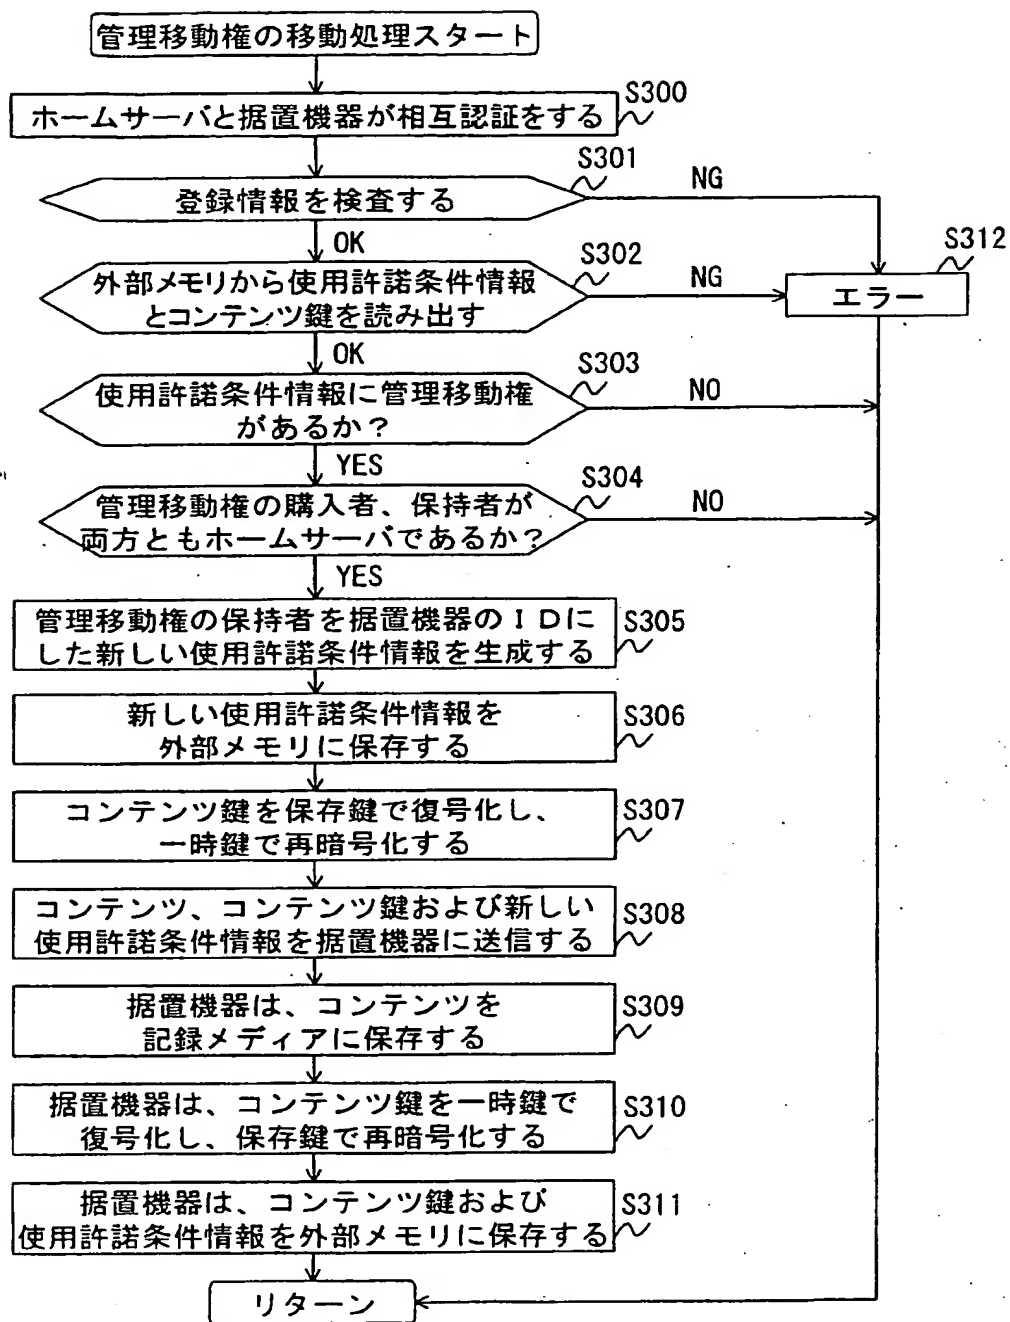 管理移動権の移動処理スタート
S300
ホームサーバと据置機器が相互認証をする
S301
登録情報を検査する
NG
OK
S302
外部メモリから使用許諾条件情報
とコンテンツ鍵を読み出す
NG
S312
エラー
OK
S303
使用許諾条件情報に管理移動権
があるか?
NO
YES
S304
管理移動権の購入者、保持者が
両方ともホームサーバであるか?
NO
YES
管理移動権の保持者を据置機器のIDに
した新しい使用許諾条件情報を生成する
S305
新しい使用許諾条件情報を
外部メモリに保存する
S306
コンテンツ鍵を保存鍵で復号化し、
一時鍵で再暗号化する
S307
コンテンツ、コンテンツ鍵および新しい
使用許諾条件情報を据置機器に送信する
S308
据置機器は、コンテンツを
記録メディアに保存する
S309
据置機器は、コンテンツ鍵を一時鍵で
復号化し、保存鍵で再暗号化する
S310
据置機器は、コンテンツ鍵および
使用許諾条件情報を外部メモリに保存する
S311
リターン